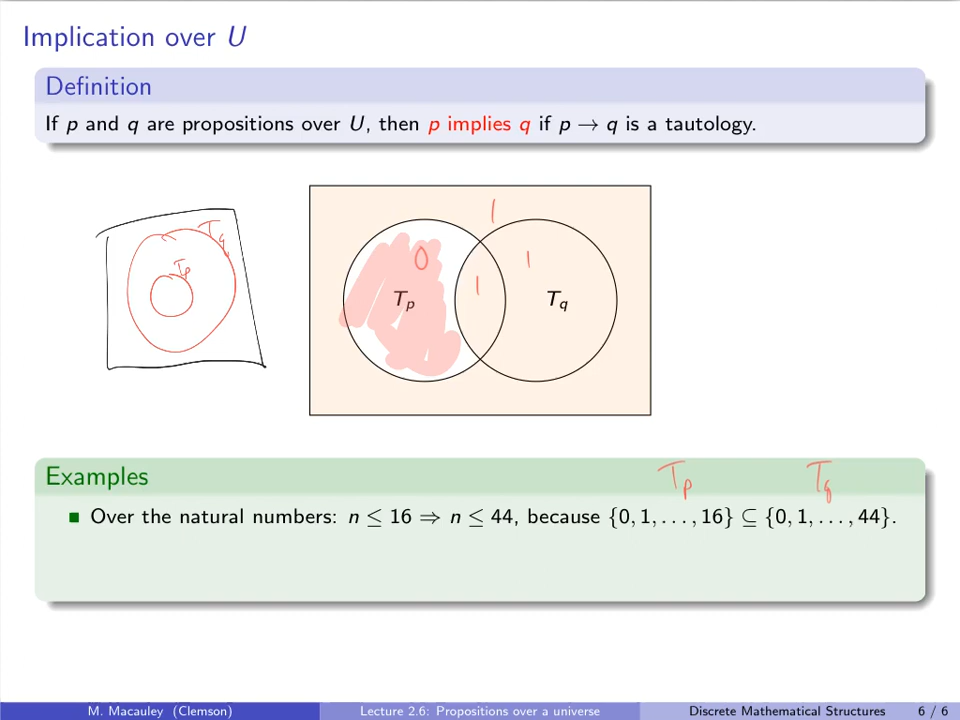 Implication over U
Definition
If p and q are propositions over U, then p implies q if p → q is a tautology.
T_q
T_p
1
0
1
1
T_p
T_q
Examples
T_p
T_q
Over the natural numbers: n ≤ 16 ⇒ n ≤ 44, because {0, 1, . . . , 16} ⊆ {0, 1, . . . , 44}.
M. Macauley (Clemson)
Lecture 2.6: Propositions over a universe
Discrete Mathematical Structures
6 / 6